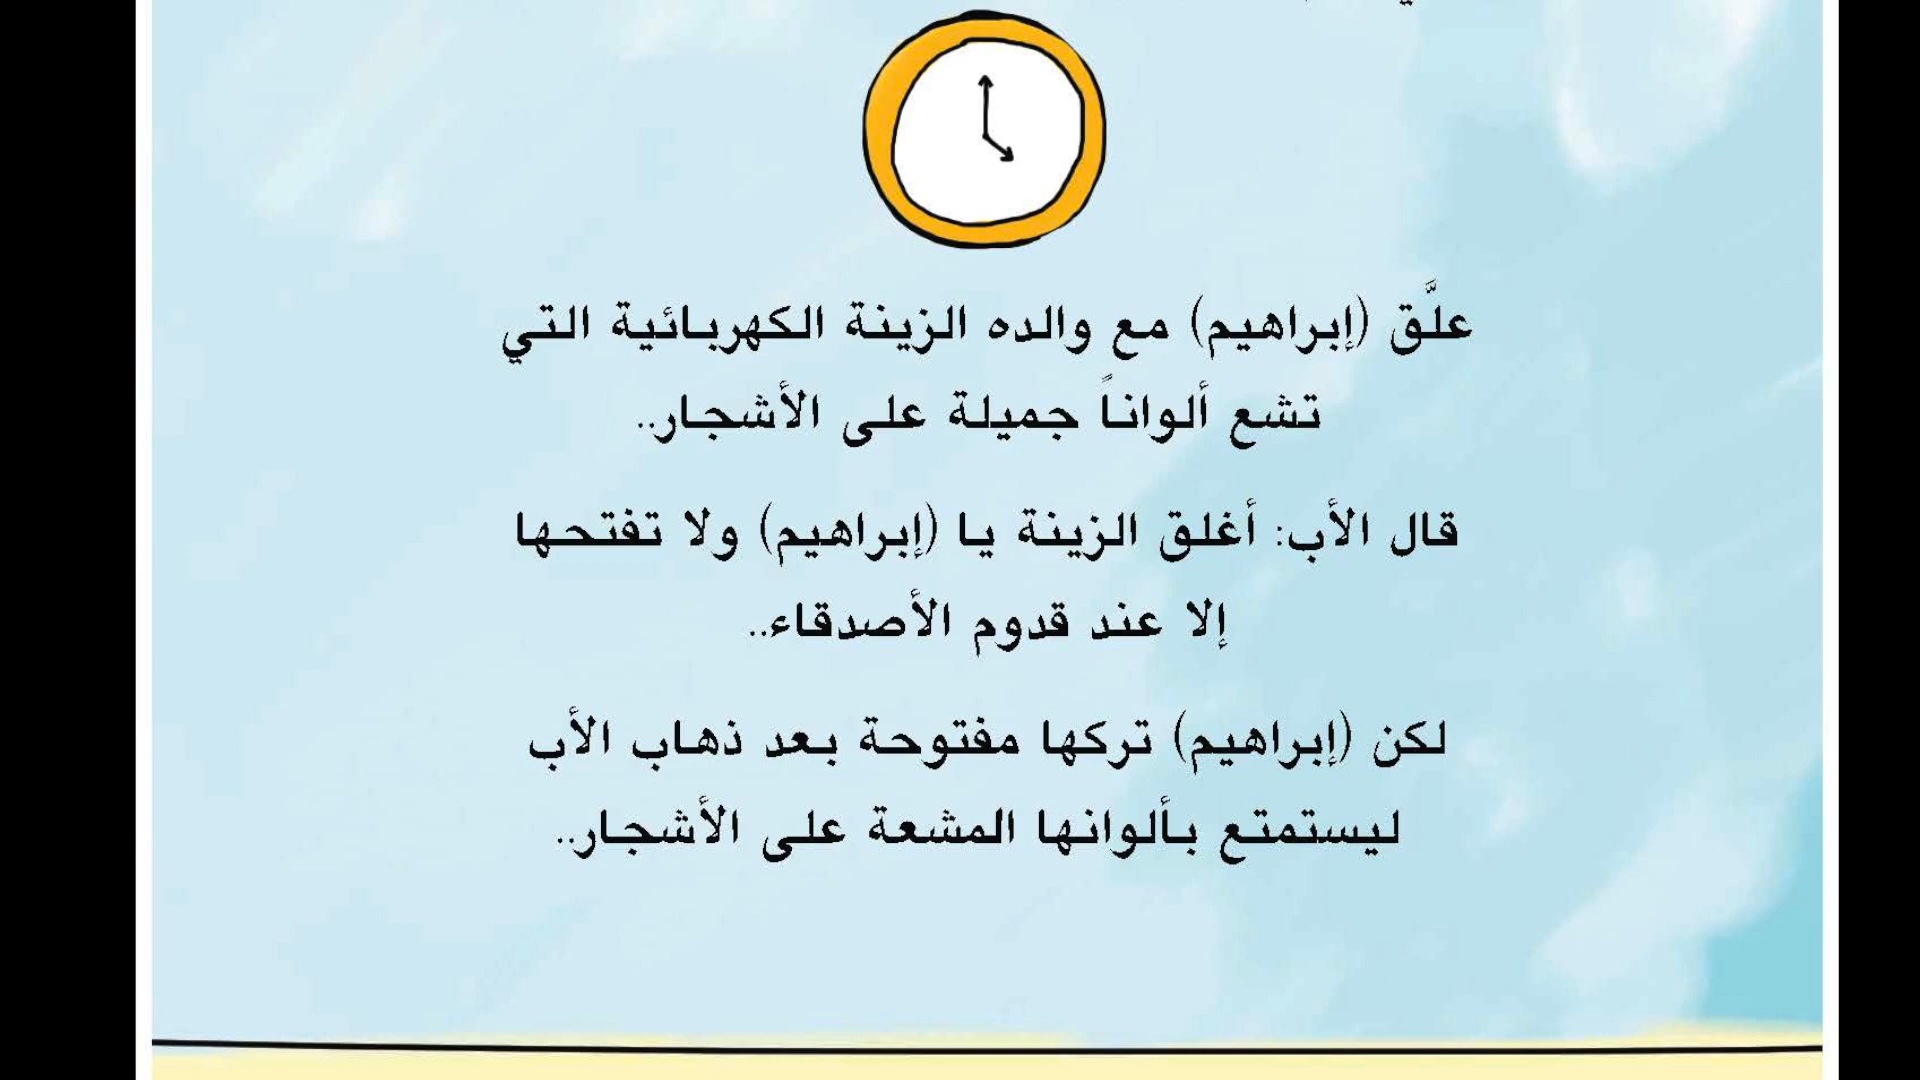 علَّق (إبراهيم) مع والده الزينة الكهربائية التي
تشع ألواناً جميلة على الأشجار..
قال الأب: أغلق الزينة يا (إبراهيم) ولا تفتحها
إلا عند قدوم الأصدقاء..
لكن (إبراهيم) تركها مفتوحة بعد ذهاب الأب
ليستمتع بألوانها المشعة على الأشجار..